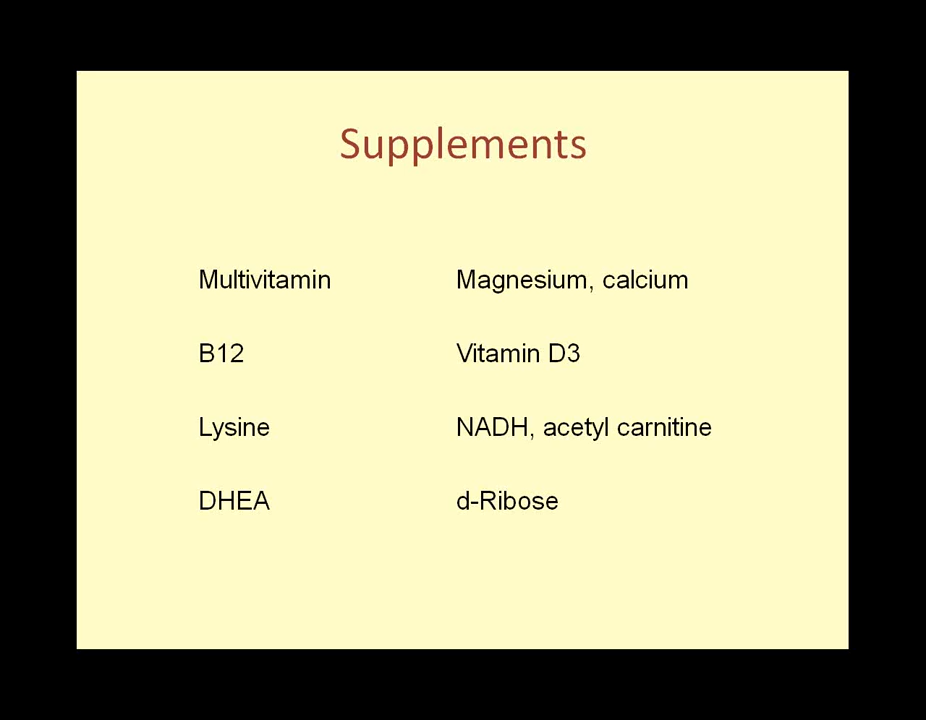 Supplements
Multivitamin
Magnesium, calcium
B12
Vitamin D3
Lysine
NADH, acetyl carnitine
DHEA
d-Ribose